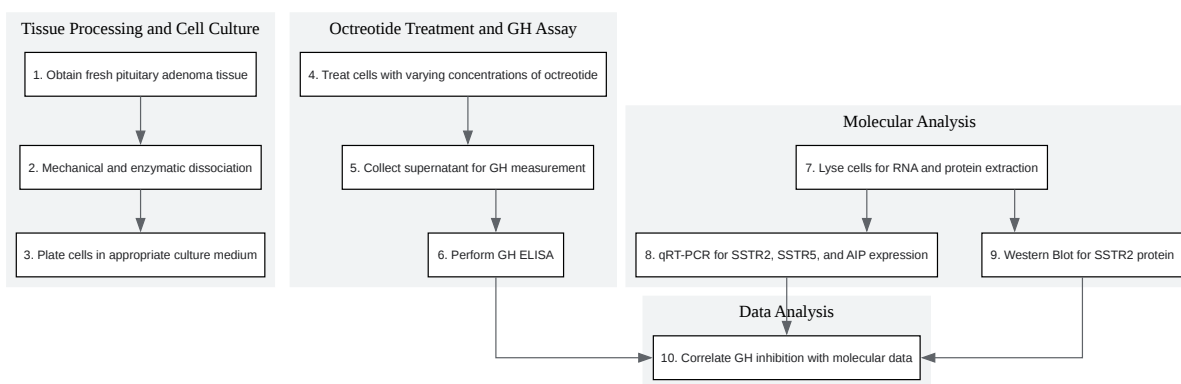 Tissue Processing and Cell Culture
1. Obtain fresh pituitary adenoma tissue
2. Mechanical and enzymatic dissociation
3. Plate cells in appropriate culture medium
Octreotide Treatment and GH Assay
4. Treat cells with varying concentrations of octreotide
5. Collect supernatant for GH measurement
6. Perform GH ELISA
Molecular Analysis
7. Lyse cells for RNA and protein extraction
8. qRT-PCR for SSTR2, SSTR5, and AIP expression
9. Western Blot for SSTR2 protein
Data Analysis
10. Correlate GH inhibition with molecular data